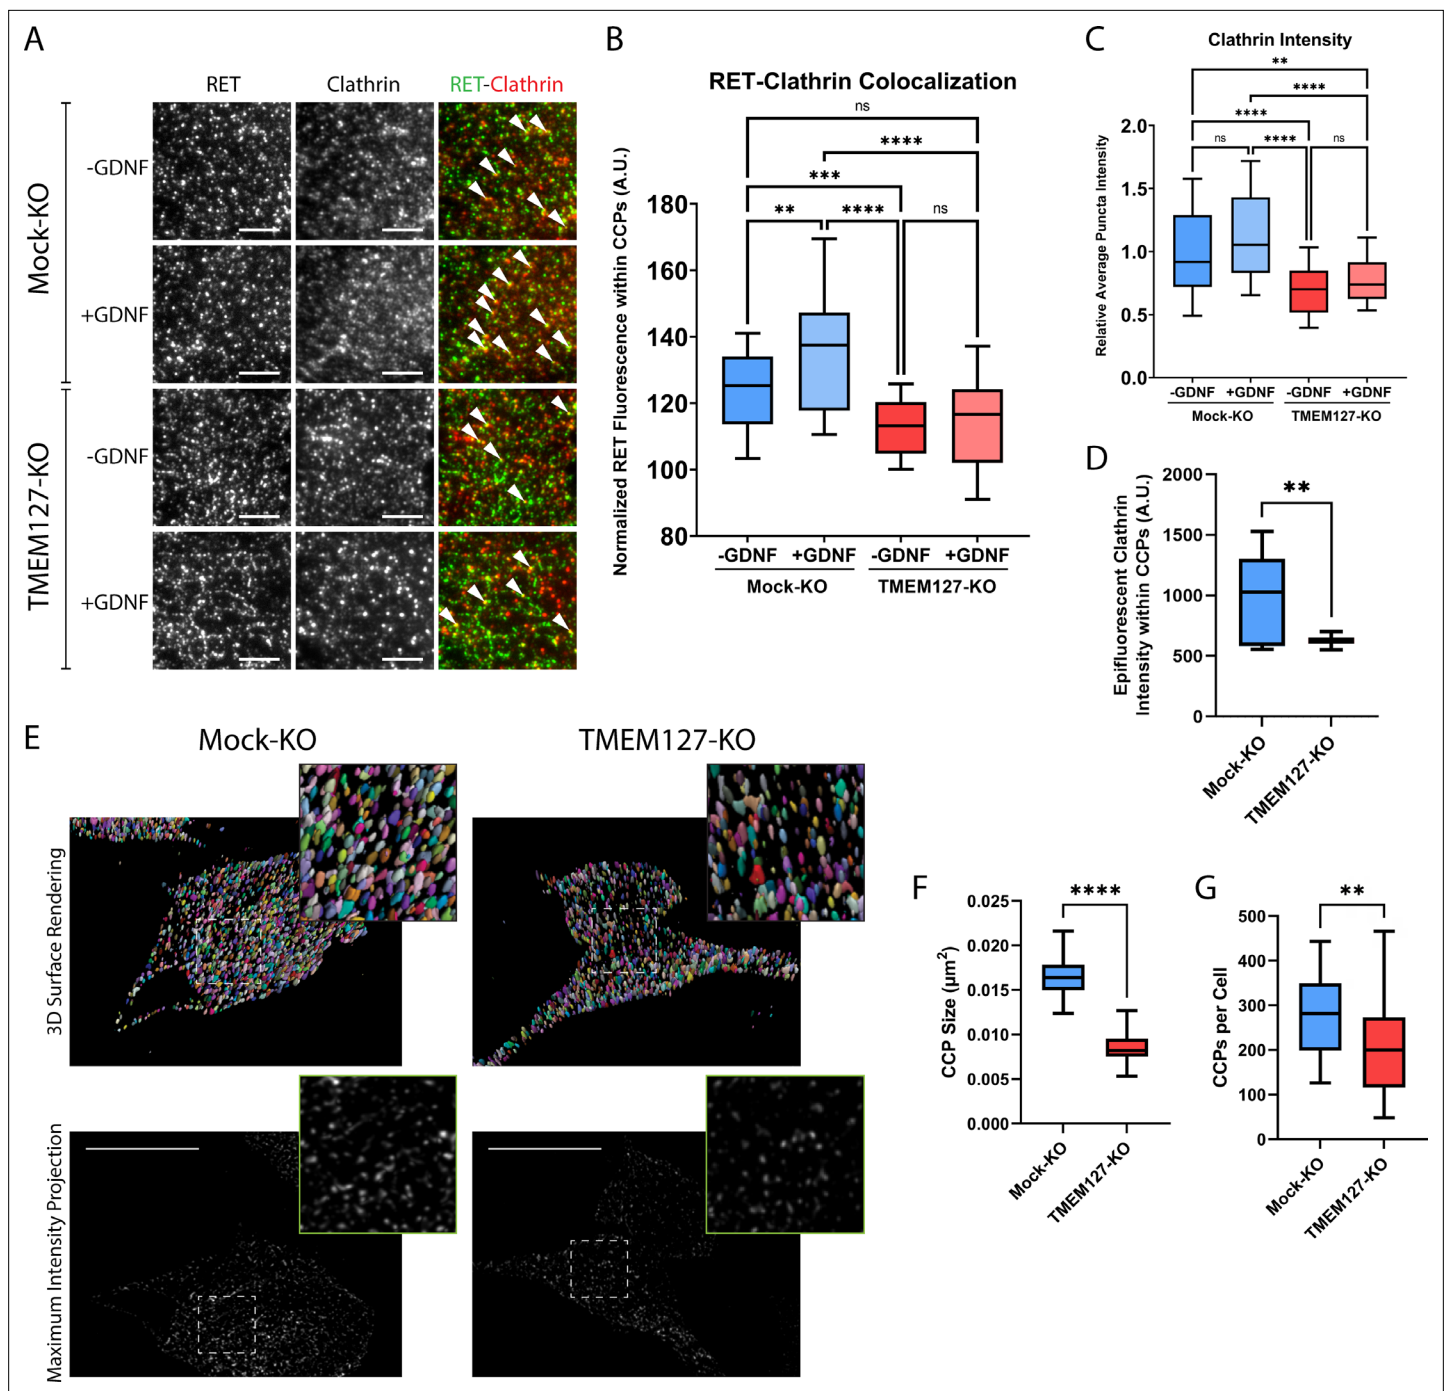 A
RET
Clathrin
RET-Clathrin
Mock-KO
-GDNF
+GDNF
TMEM127-KO
-GDNF
+GDNF
B
RET-Clathrin Colocalization
ns
****
***
** **** ns
Normalized RET Fluorescence within CCPs (A.U.)
180
160
140
120
100
80
-GDNF +GDNF -GDNF +GDNF
Mock-KO TMEM127-KO
C
Clathrin Intensity
**
****
****
ns **** ns
Relative Average Puncta Intensity
2.0
1.5
1.0
0.5
0.0
-GDNF +GDNF -GDNF +GDNF
Mock-KO TMEM127-KO
D
**
Epifluorescent Clathrin
Intensity within CCPs (A.U.)
2000
1500
1000
500
0
Mock-KO
TMEM127-KO
E
Mock-KO TMEM127-KO
3D Surface Rendering
Maximum Intensity Projection
F
****
CCP Size (µm²)
0.025
0.020
0.015
0.010
0.005
0.000
Mock-KO
TMEM127-KO
G
**
CCPs per Cell
500
400
300
200
100
0
Mock-KO
TMEM127-KO